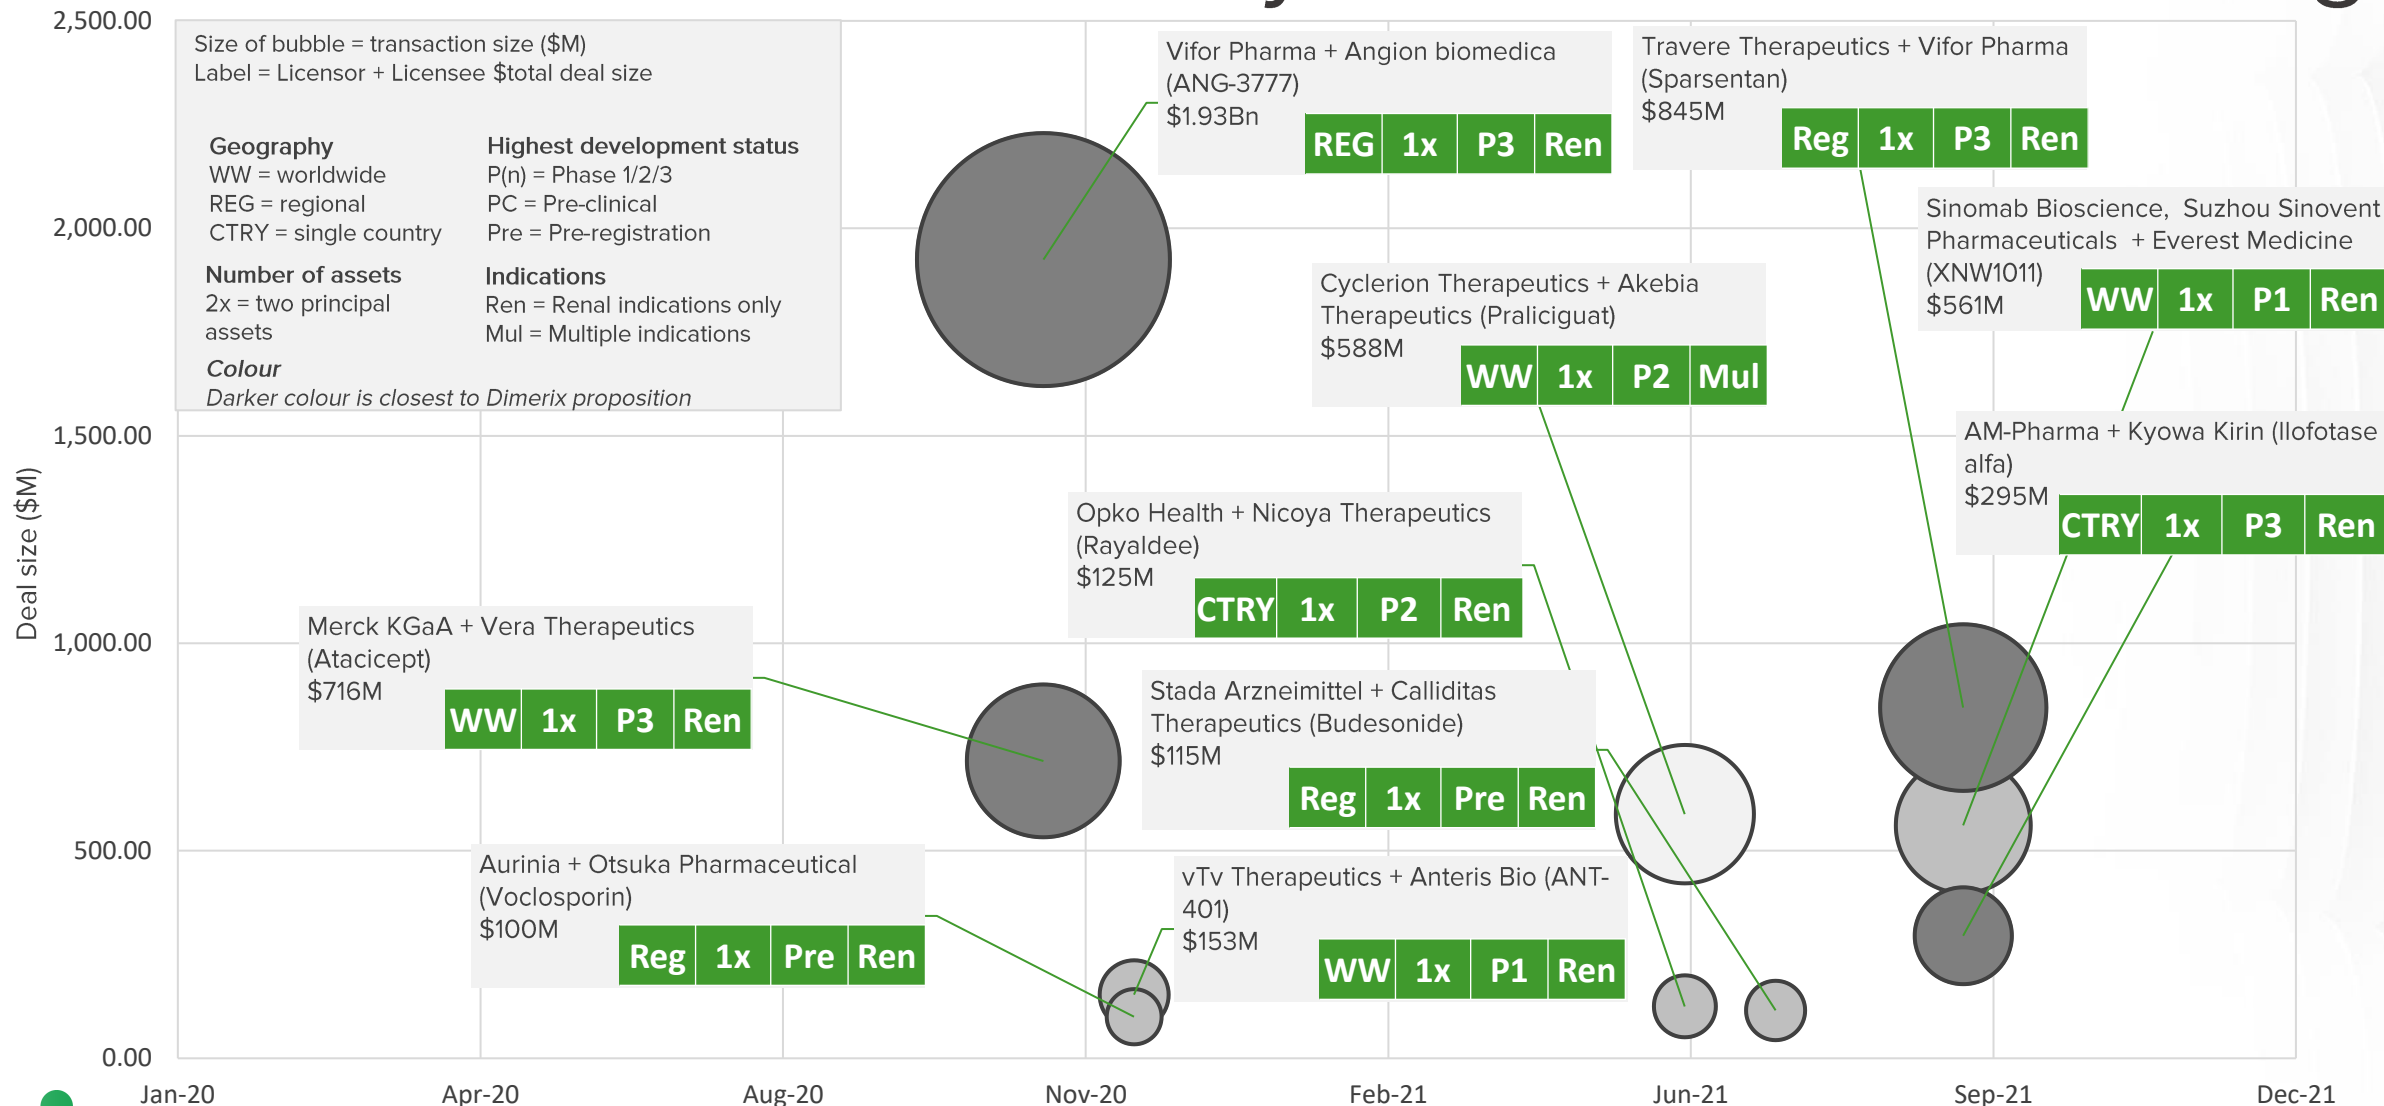 2,500.00
2,000.00
1,500.00
1,000.00
500.00
0.00
Deal size ($M)
Size of bubble = transaction size ($M)
Label = Licensor + Licensee $total deal size
Geography
WW = worldwide
REG = regional
CTRY = single country
Highest development status
P(n) = Phase 1/2/3
PC = Pre-clinical
Pre = Pre-registration
Number of assets
2x = two principal
assets
Indications
Ren = Renal indications only
Mul = Multiple indications
Colour
Darker colour is closest to Dimerix proposition
Vifor Pharma + Angion biomedica
(ANG-3777)
$1.93Bn
REG 1x P3 Ren
Travere Therapeutics + Vifor Pharma
(Sparsentan)
$845M
Reg 1x P3 Ren
Sinomab Bioscience, Suzhou Sinovent
Pharmaceuticals + Everest Medicine
(XNW1011)
$561M
WW 1x P1 Ren
Cyclerion Therapeutics + Akebia
Therapeutics (Praliciguat)
$588M
WW 1x P2 Mul
AM-Pharma + Kyowa Kirin (Ilofotase
alfa)
$295M
CTRY 1x P3 Ren
Opko Health + Nicoya Therapeutics
(Rayaldee)
$125M
CTRY 1x P2 Ren
Merck KGaA + Vera Therapeutics
(Atacicept)
$716M
WW 1x P3 Ren
Stada Arzneimittel + Calliditas
Therapeutics (Budesonide)
$115M
Reg 1x Pre Ren
Aurinia + Otsuka Pharmaceutical
(Voclosporin)
$100M
Reg 1x Pre Ren
vTv Therapeutics + Anteris Bio (ANT-
401)
$153M
WW 1x P1 Ren
Jan-20 Apr-20 Aug-20 Nov-20 Feb-21 Jun-21 Sep-21 Dec-21